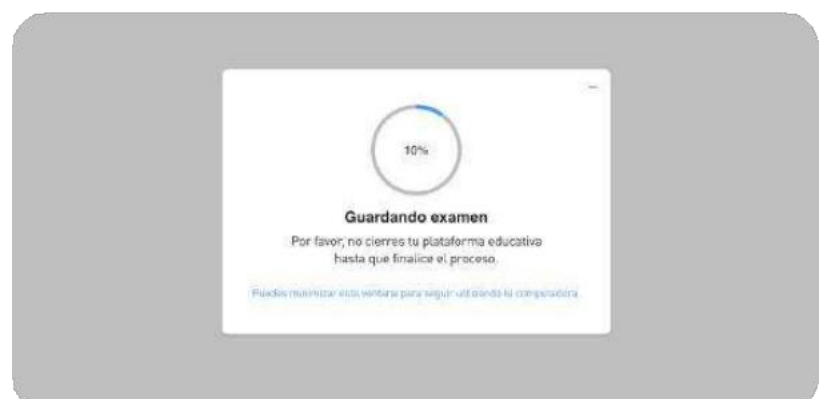 10%
Guardando examen
Por favor, no cierres tu plataforma educativa
hasta que finalice el proceso.
Puedes minimizar esta ventana para seguir utilizando tu computadora.